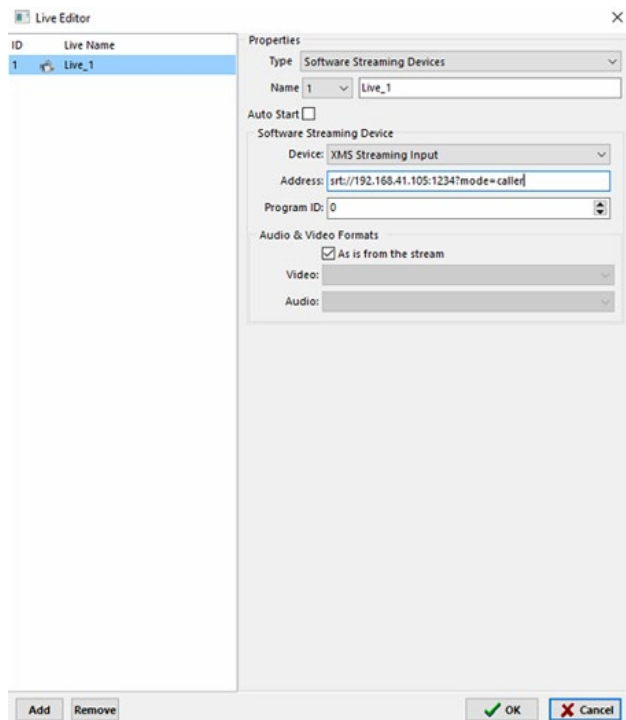 Live Editor
ID Live Name
1 Live_1
Properties
Type Software Streaming Devices
Name 1 Live_1
Auto Start
Software Streaming Device
Device: XMS Streaming Input
Address: srt://192.168.41.105:1234?mode=caller
Program ID: 0
Audio & Video Formats
As is from the stream
Video:
Audio:
Add Remove OK Cancel